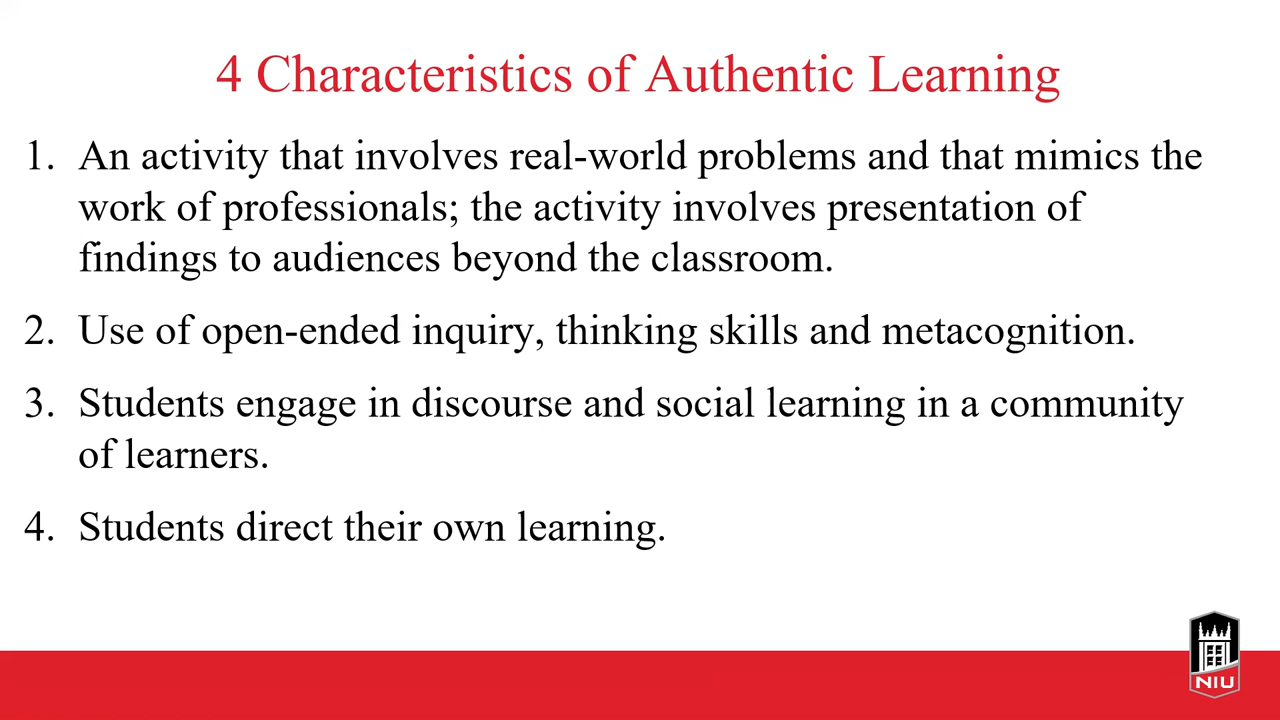 4 Characteristics of Authentic Learning
1. An activity that involves real-world problems and that mimics the
work of professionals; the activity involves presentation of
findings to audiences beyond the classroom.
2. Use of open-ended inquiry, thinking skills and metacognition.
3. Students engage in discourse and social learning in a community
of learners.
4. Students direct their own learning.
NIU